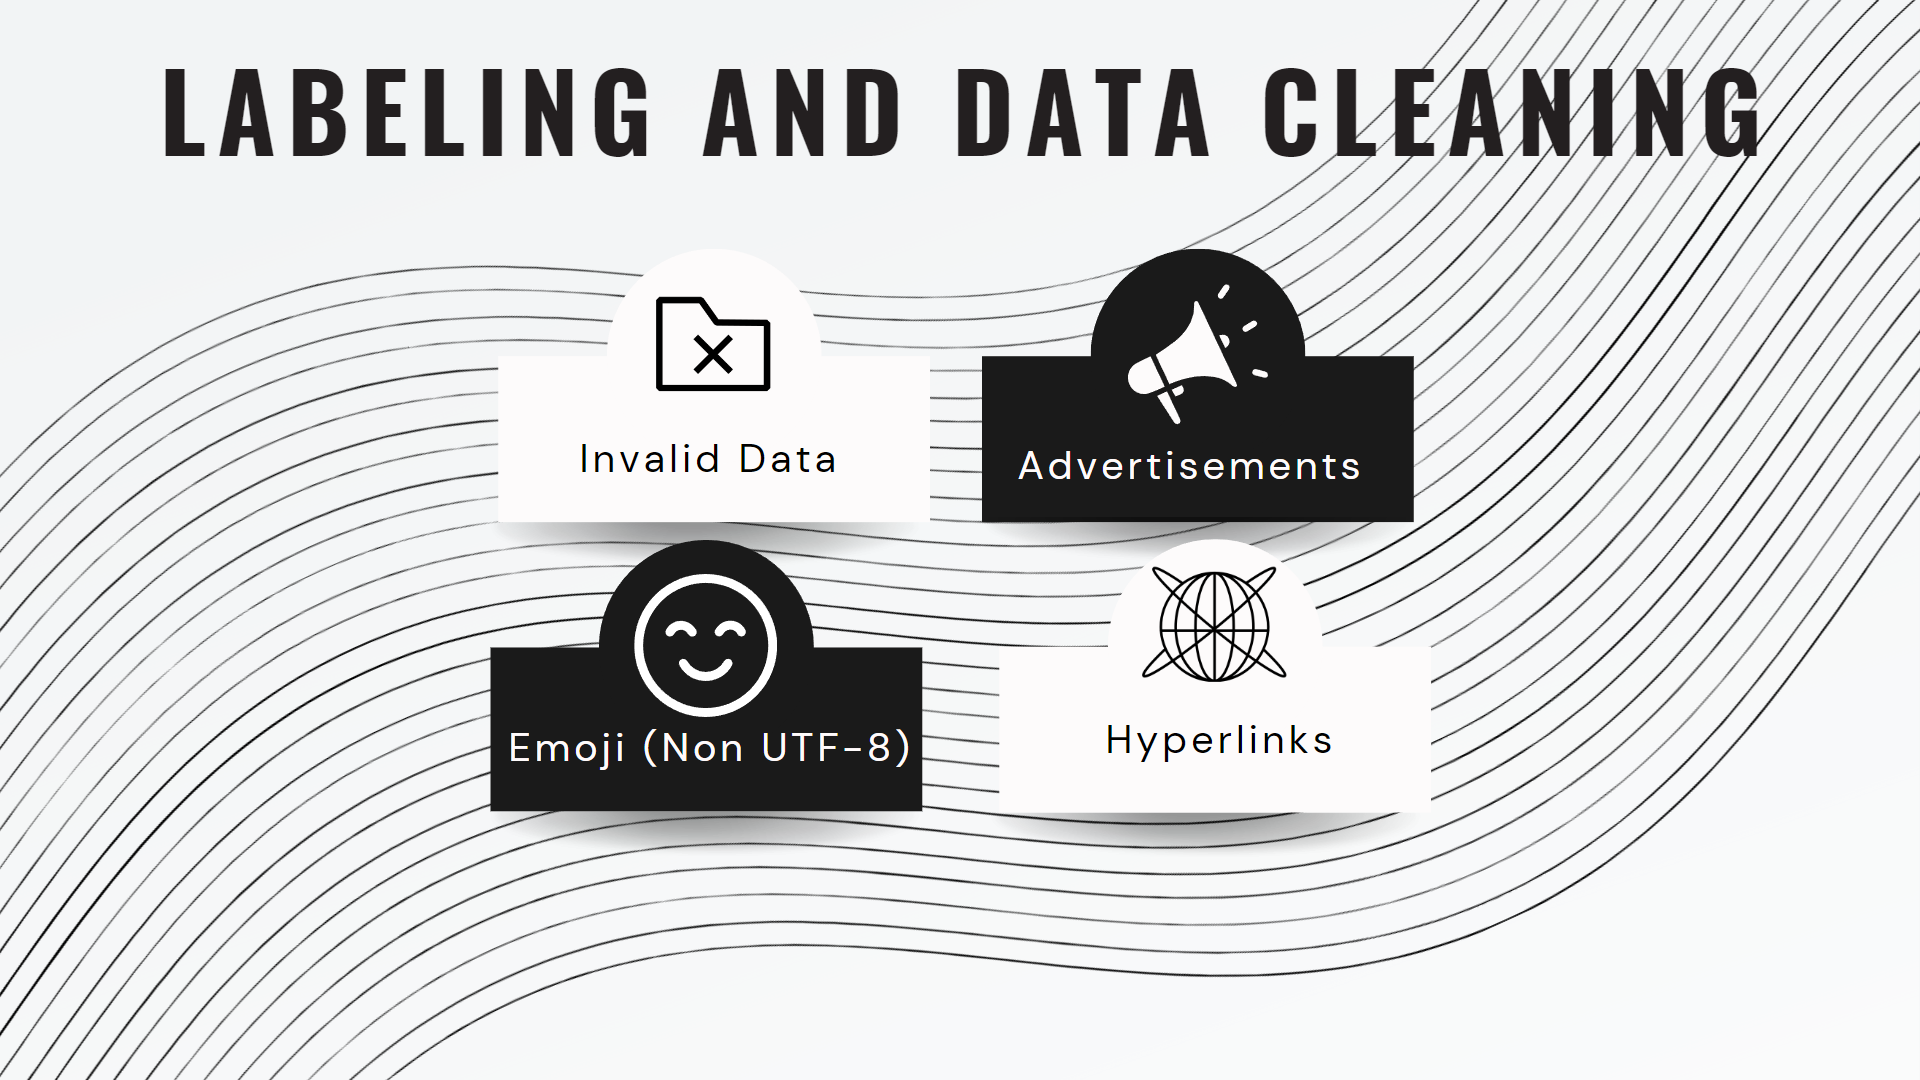 LABELING AND DATA CLEANING
Invalid Data
Advertisements
Emoji (Non UTF-8)
Hyperlinks